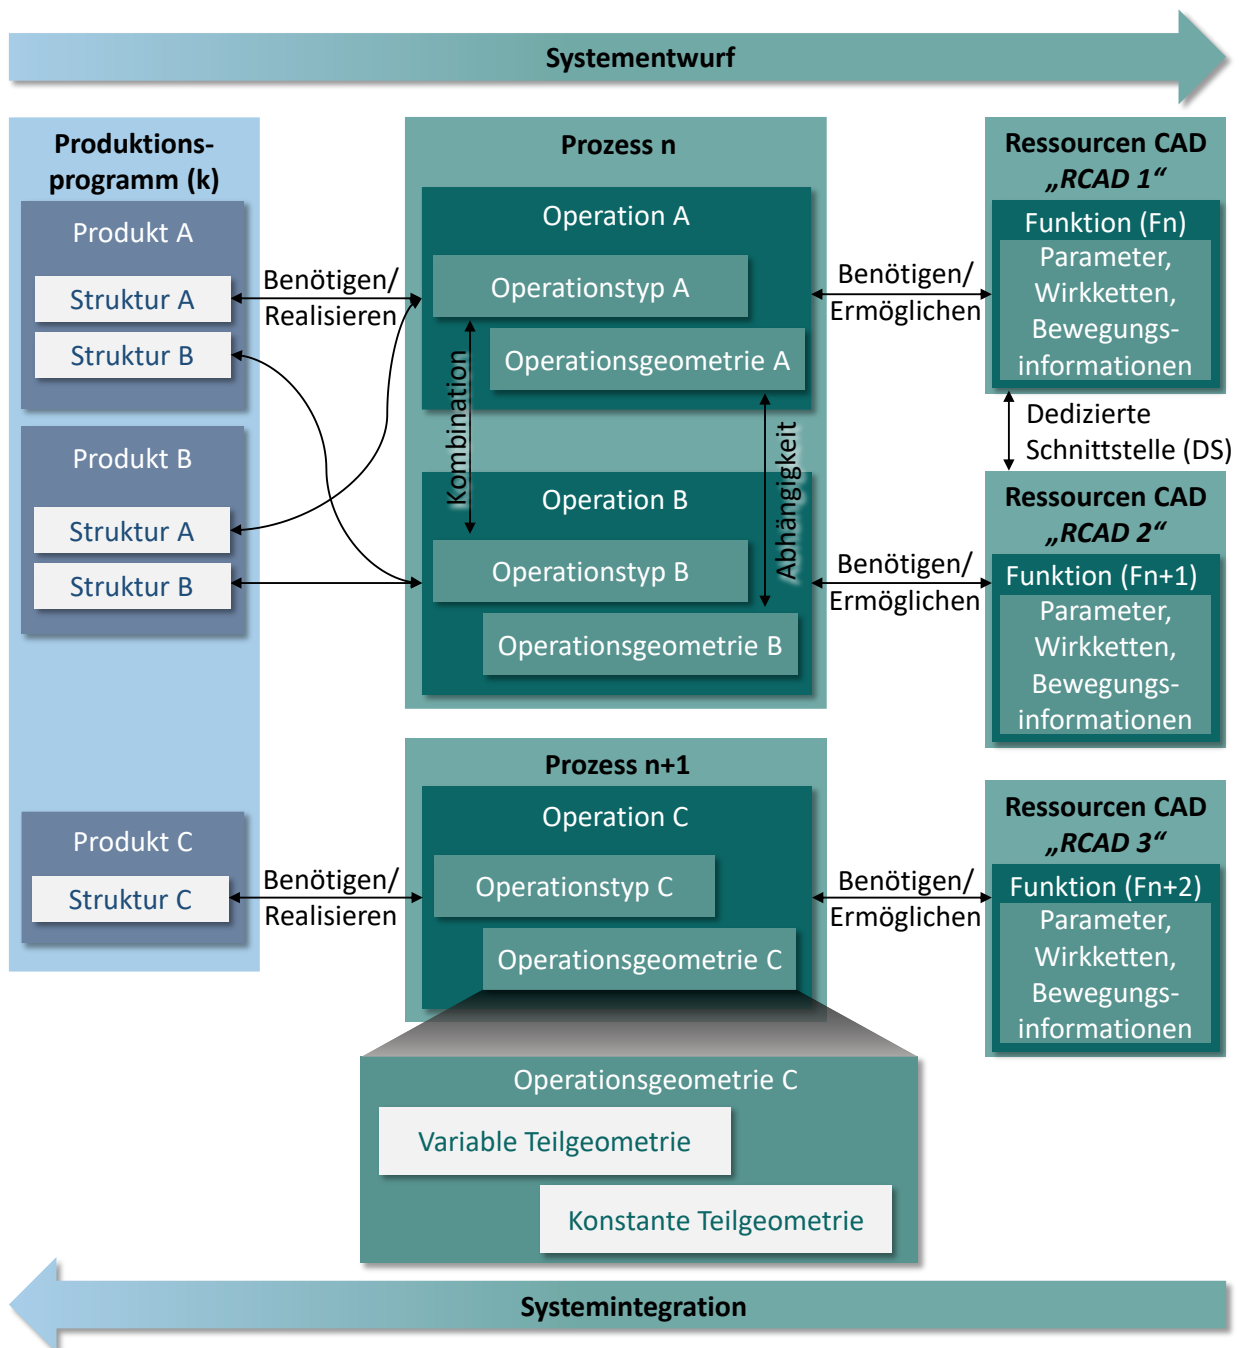 Systementwurf
Produktions-
programm (k)
Produkt A
Struktur A
Struktur B
Produkt B
Struktur A
Struktur B
Produkt C
Struktur C
Benötigen/
Realisieren
Benötigen/
Realisieren
Prozess n
Operation A
Operationstyp A
Operationsgeometrie A
Kombination
Abhängigkeit
Operation B
Operationstyp B
Operationsgeometrie B
Prozess n+1
Operation C
Operationstyp C
Operationsgeometrie C
Operationsgeometrie C
Variable Teilgeometrie
Konstante Teilgeometrie
Benötigen/
Ermöglichen
Benötigen/
Ermöglichen
Benötigen/
Ermöglichen
Ressourcen CAD
„RCAD 1“
Funktion (Fn)
Parameter,
Wirkketten,
Bewegungs-
informationen
Dedizierte
Schnittstelle (DS)
Ressourcen CAD
„RCAD 2“
Funktion (Fn+1)
Parameter,
Wirkketten,
Bewegungs-
informationen
Ressourcen CAD
„RCAD 3“
Funktion (Fn+2)
Parameter,
Wirkketten,
Bewegungs-
informationen
Systemintegration